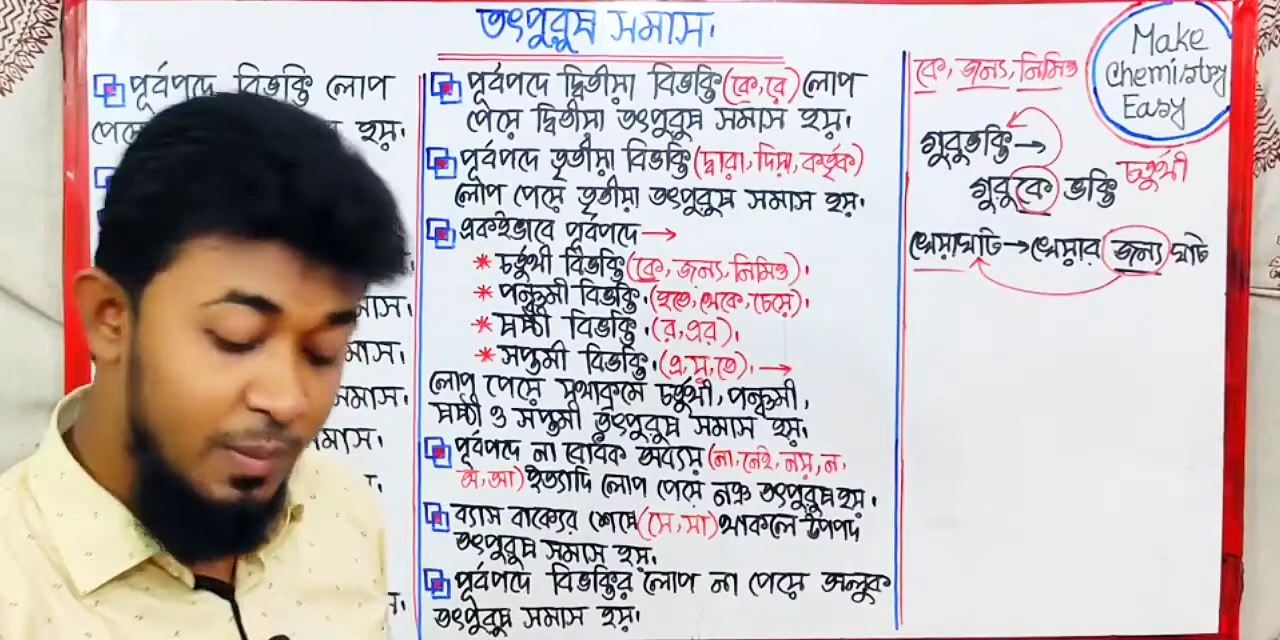 তৎপুরুষ সমাস।
পূর্বপদে বিভক্তি লোপ
হয়।
মাস।
মাস।
সমাস।
মাস।
পূর্বপদে দ্বিতীয়া বিভক্তি (কে, রে) লোপ
পেয়ে দ্বিতীয়া তৎপুরুষ সমাস হয়।
পূর্বপদে তৃতীয়া বিভক্তি (দ্বারা, দিয়া, কর্তৃক)
লোপ পেয়ে তৃতীয়া তৎপুরুষ সমাস হয়।
একইভাবে পূর্বপদে →
* চতুর্থী বিভক্তি (কে, জন্য, নিমিত্ত)।
* পঞ্চমী বিভক্তি (হতে, থেকে, চেয়ে)।
* ষষ্ঠী বিভক্তি (র, এর)।
* সপ্তমী বিভক্তি (এ, য়, তে)। →
লোপ পেয়ে যথাক্রমে চতুর্থী, পঞ্চমী,
ষষ্ঠী ও সপ্তমী তৎপুরুষ সমাস হয়।
পূর্বপদে না বোধক অব্যয় (না, নেই, নয়, ন,
অ, আ) ইত্যাদি লোপ পেয়ে নঞ তৎপুরুষ হয়।
ব্যাস বাক্যের শেষে (যে, যা) থাকলে উপপদ
তৎপুরুষ সমাস হয়।
পূর্বপদে বিভক্তির লোপ না পেয়ে অলুক
তৎপুরুষ সমাস হয়।
কে, জন্য, নিমিত্ত
গুরুভক্তি →
গুরুকে ভক্তি চতুর্থী
খেয়াঘাট → খেয়ার জন্য ঘাট
Make
Chemistry
Easy